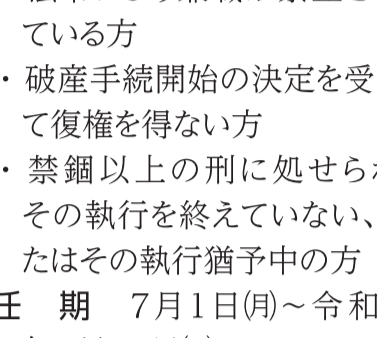 ている方
・破産手続開始の決定を受
て復権を得ない方
・禁錮以上の刑に処せら
その執行を終えていない、
たはその執行猶予中の方
任 期 7月1日㈪~令和